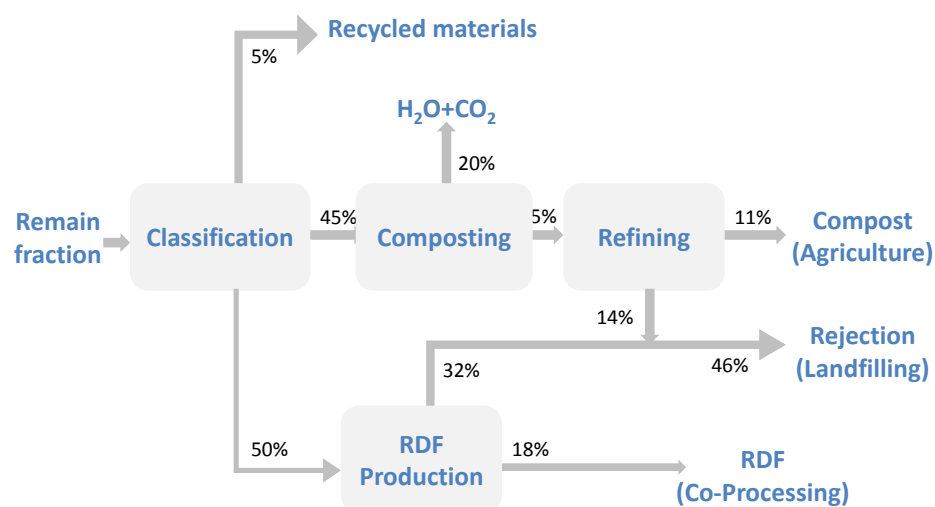 Recycled materials
5%
H₂O+CO₂
20%
Remain
fraction
Classification
45%
Composting
5%
Refining
11%
Compost
(Agriculture)
14%
Rejection
(Landfilling)
32%
46%
50%
RDF
Production
18%
RDF
(Co-Processing)